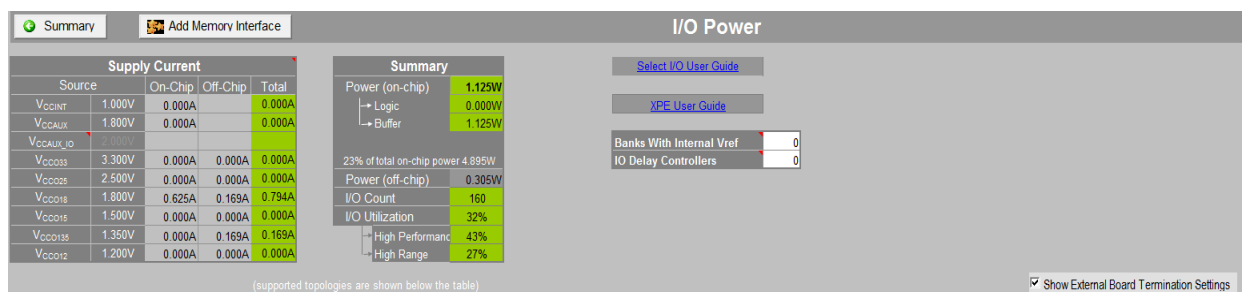 Summary
Add Memory Interface
I/O Power
Supply Current
Source On-Chip Off-Chip Total
VCCINT 1.000V 0.000A 0.000A
VCCAUX 1.800V 0.000A 0.000A
VCCAUX_IO 2.000V
VCCO33 3.300V 0.000A 0.000A 0.000A
VCCO25 2.500V 0.000A 0.000A 0.000A
VCCO18 1.800V 0.625A 0.169A 0.794A
VCCO15 1.500V 0.000A 0.000A 0.000A
VCCO135 1.350V 0.000A 0.169A 0.169A
VCCO12 1.200V 0.000A 0.000A 0.000A
Summary
Power (on-chip) 1.125W
Logic 0.000W
Buffer 1.125W
23% of total on-chip power 4.895W
Power (off-chip) 0.305W
I/O Count 160
I/O Utilization 32%
High Performanc 43%
High Range 27%
Select I/O User Guide
XPE User Guide
Banks With Internal Vref 0
IO Delay Controllers 0
(supported topologies are shown below the table)
Show External Board Termination Settings